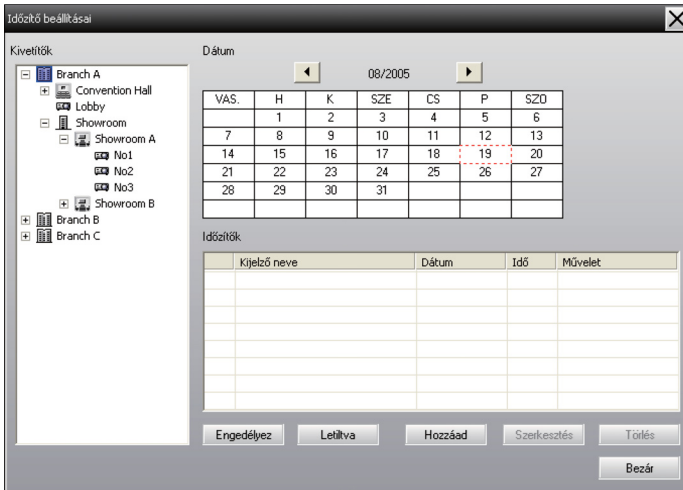 Időzítő beállításai
Kivetítők
Branch A
Convention Hall
Lobby
Showroom
Showroom A
No1
No2
No3
Showroom B
Branch B
Branch C
Dátum
08/2005
VAS. H K SZE CS P SZO
1 2 3 4 5 6
7 8 9 10 11 12 13
14 15 16 17 18 19 20
21 22 23 24 25 26 27
28 29 30 31
Időzítők
Kijelző neve Dátum Idő Művelet
Engedélyez Letiltva Hozzáad Szerkesztés Törlés
Bezár